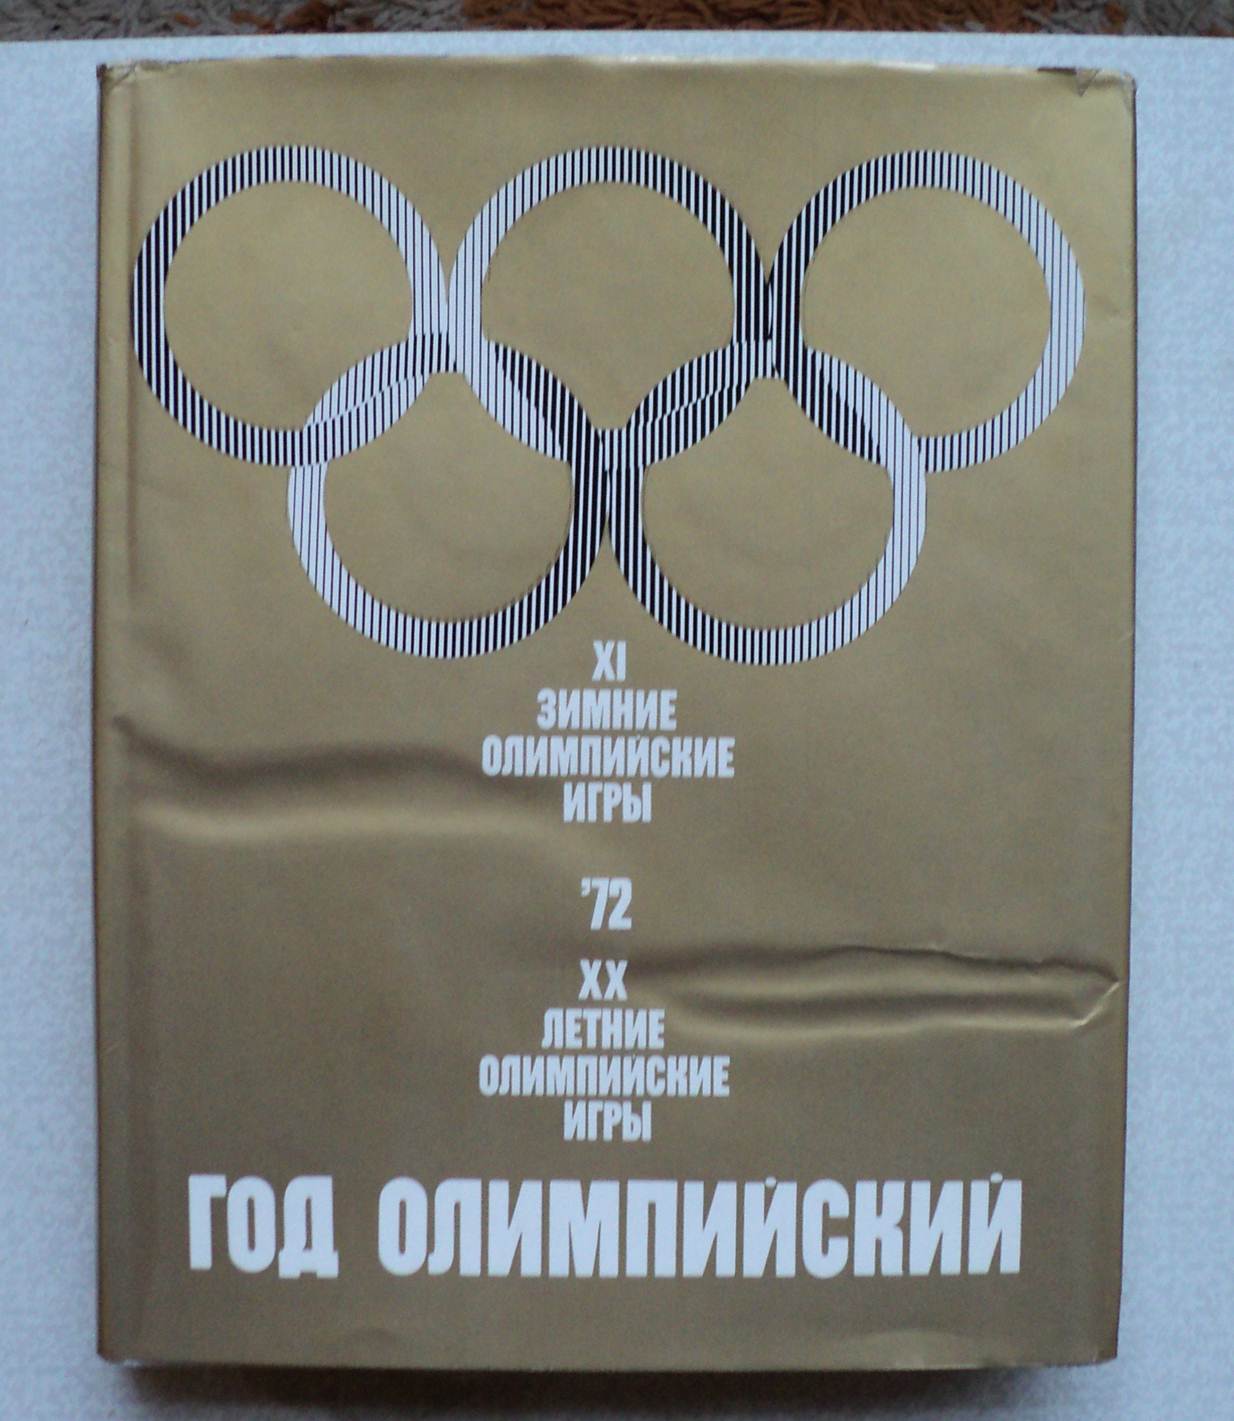 XI
ЗИМНИЕ
ОЛИМПИЙСКИЕ
ИГРЫ
'72
XX
ЛЕТНИЕ
ОЛИМПИЙСКИЕ
ИГРЫ
ГОД ОЛИМПИЙСКИЙ